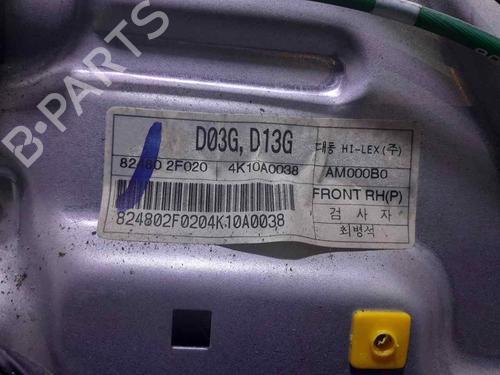 B-PARTS
D03G, D13G
대동 HI-LEX(주)
82480 2F020 4K10A0038
AM000B0
FRONT RH(P)
824802F0204K10A0038
검 사 자
최병석